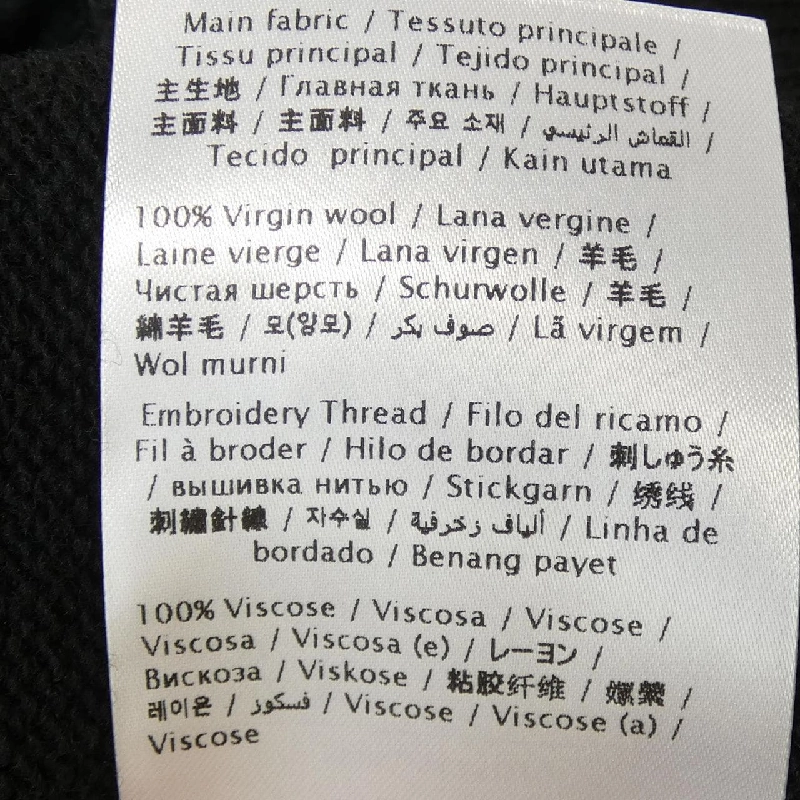 Main fabric / Tessuto principale /
Tissu principal / Tejido principal /
主生地 / Главная ткань / Hauptstoff /
主面料 / 主面料 / 주요 소재 / القماش الرئيسي /
Tecido principal / Kain utama
100% Virgin wool / Lana vergine /
Laine vierge / Lana virgen / 羊毛 /
Чистая шерсть / Schurwolle / 羊毛 /
綿羊毛 / 모(양모) / صوف بكر / Lã virgem /
Wol murni
Embroidery Thread / Filo del ricamo /
Fil à broder / Hilo de bordar / 刺しゅう糸
/ вышивка нитью / Stickgarn / 绣线 /
刺繡針線 / 자수실 / ألياف زخرفية / Linha de
bordado / Benang payet
100% Viscose / Viscosa / Viscose /
Viscosa / Viscosa (e) / レーヨン /
Вискоза / Viskose / 粘胶纤维 / 嫘縈 /
레이온 / فسكوز / Viscose / Viscose (a) /
Viscose